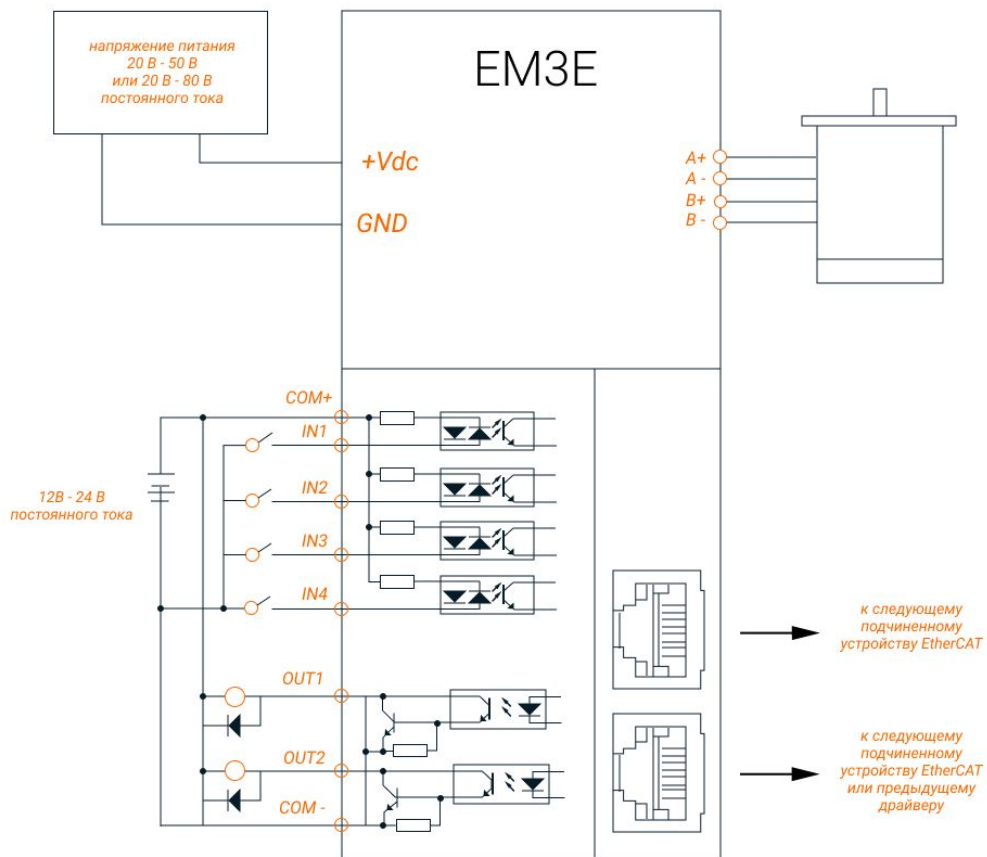 напряжение питания
20 В - 50 В
или 20 В - 80 В
постоянного тока
EM3E
+Vdc
GND
A+
A -
B+
B -
COM+
IN1
IN2
IN3
IN4
12В - 24 В
постоянного тока
OUT1
OUT2
COM -
к следующему
подчиненному
устройству EtherCAT
к следующему
подчиненному
устройству EtherCAT
или предыдущему
драйверу